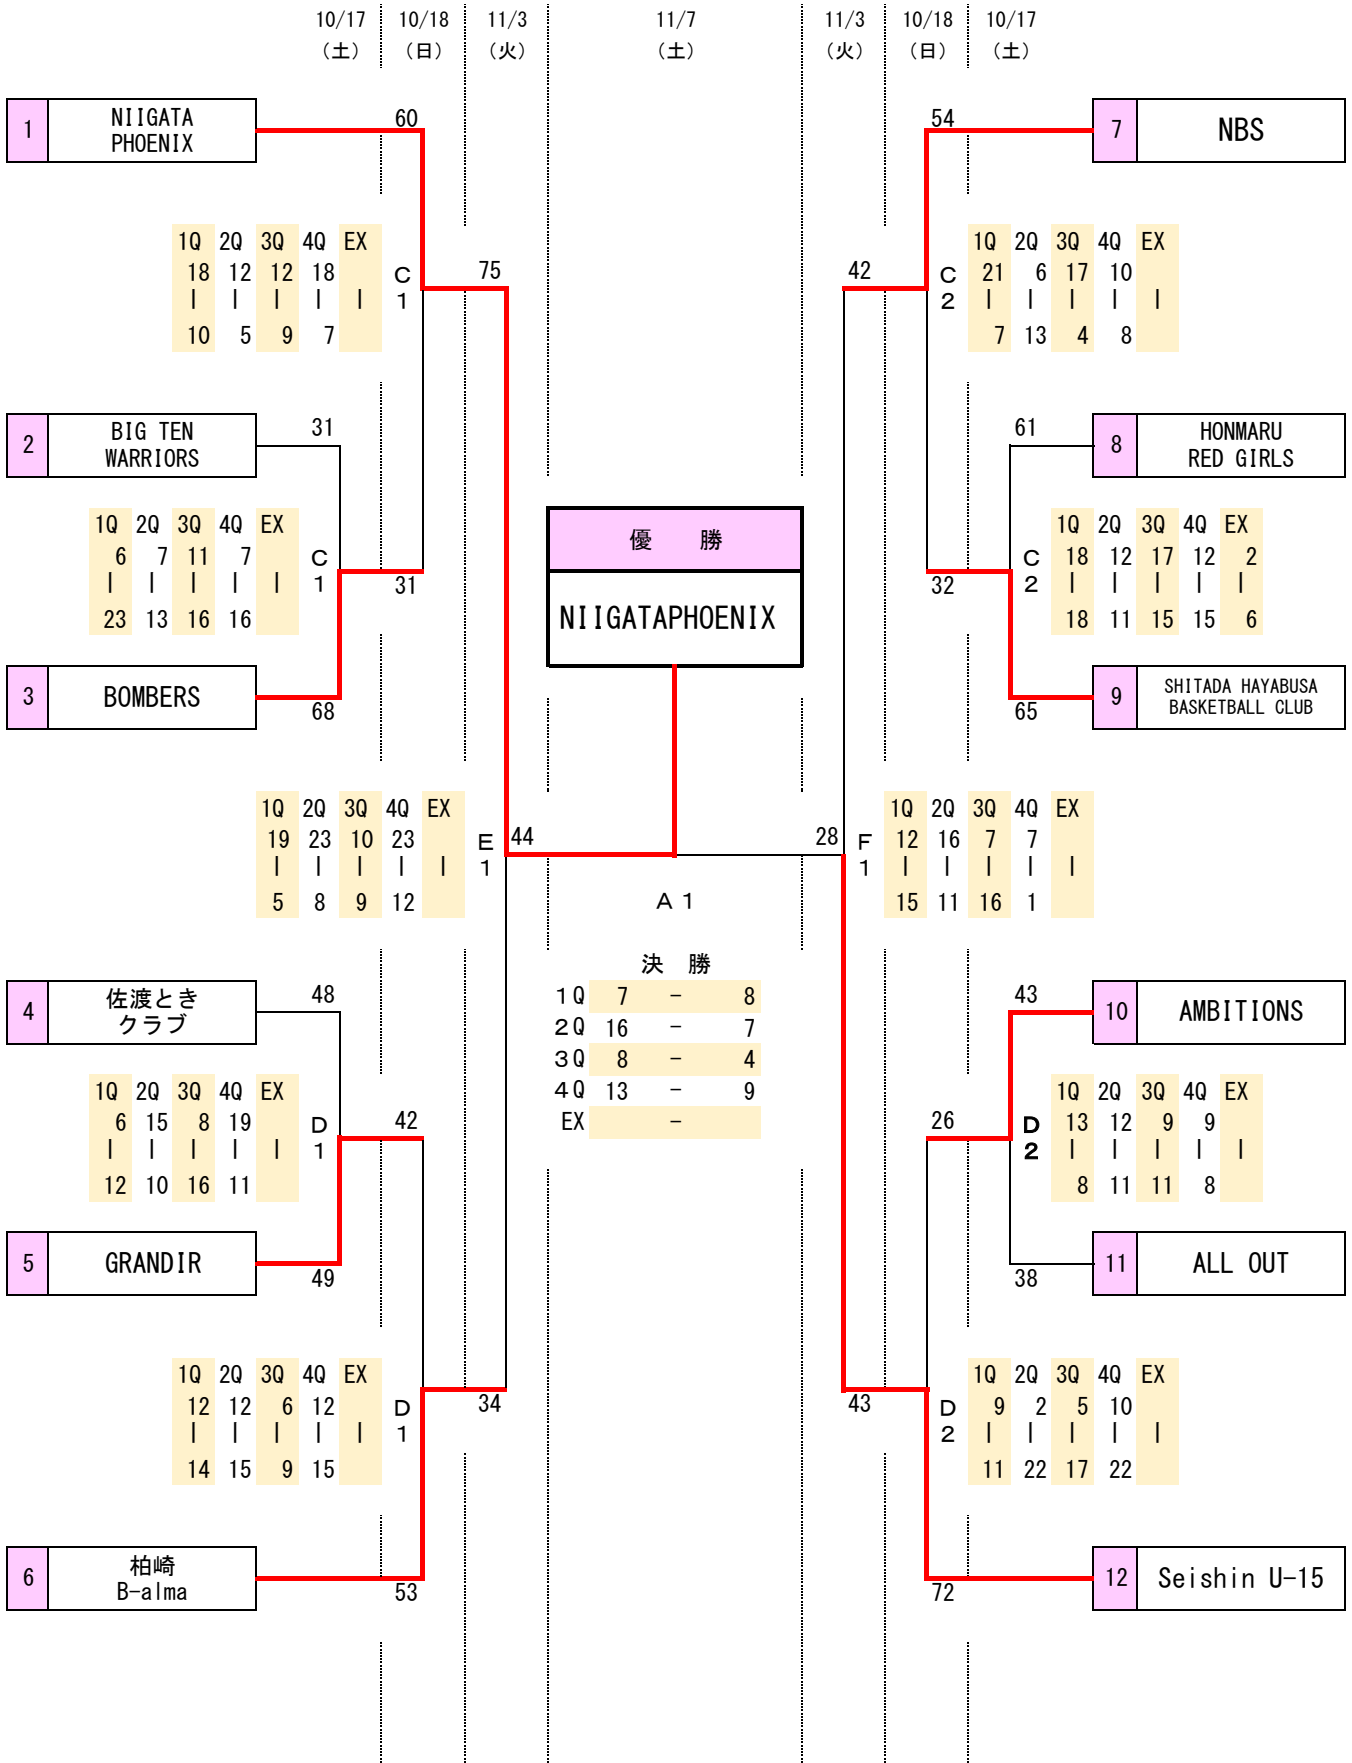 10/17 10/18 11/3 11/7 11/3 10/18 10/17
(土) (日) (火) (土) (火) (日) (土)
60 54
1 NIIGATA PHOENIX 7 NBS
1Q 2Q 3Q 4Q EX 1Q 2Q 3Q 4Q EX
18 12 12 18 C 75 42 C 21 6 17 10
| | | | | 1 2 | | | | |
10 5 9 7 7 13 4 8
2 BIG TEN WARRIORS 31 61 8 HONMARU RED GIRLS
1Q 2Q 3Q 4Q EX 1Q 2Q 3Q 4Q EX
優 勝
6 7 11 7 C C 18 12 17 12 2
| | | | | 1 31 32 2 | | | | |
23 13 16 16 18 11 15 15 6
NIIGATAPHOENIX
3 BOMBERS 68 65 9 SHITADA HAYABUSA BASKETBALL CLUB
1Q 2Q 3Q 4Q EX 1Q 2Q 3Q 4Q EX
19 23 10 23 E 44 28 F 12 16 7 7
| | | | | 1 1 | | | | |
5 8 9 12 A 1 15 11 16 1
決 勝
4 佐渡とき クラブ 48 43 10 AMBITIONS
1Q 7 - 8
2Q 16 - 7
3Q 8 - 4
4Q 13 - 9
EX -
1Q 2Q 3Q 4Q EX 1Q 2Q 3Q 4Q EX
6 15 8 19 D 42 26 D 13 12 9 9
| | | | | 1 2 | | | | |
12 10 16 11 8 11 11 8
5 GRANDIR 49 38 11 ALL OUT
1Q 2Q 3Q 4Q EX 1Q 2Q 3Q 4Q EX
12 12 6 12 D 34 43 D 9 2 5 10
| | | | | 1 2 | | | | |
14 15 9 15 11 22 17 22
6 柏崎 B-alma 53 72 12 Seishin U-15